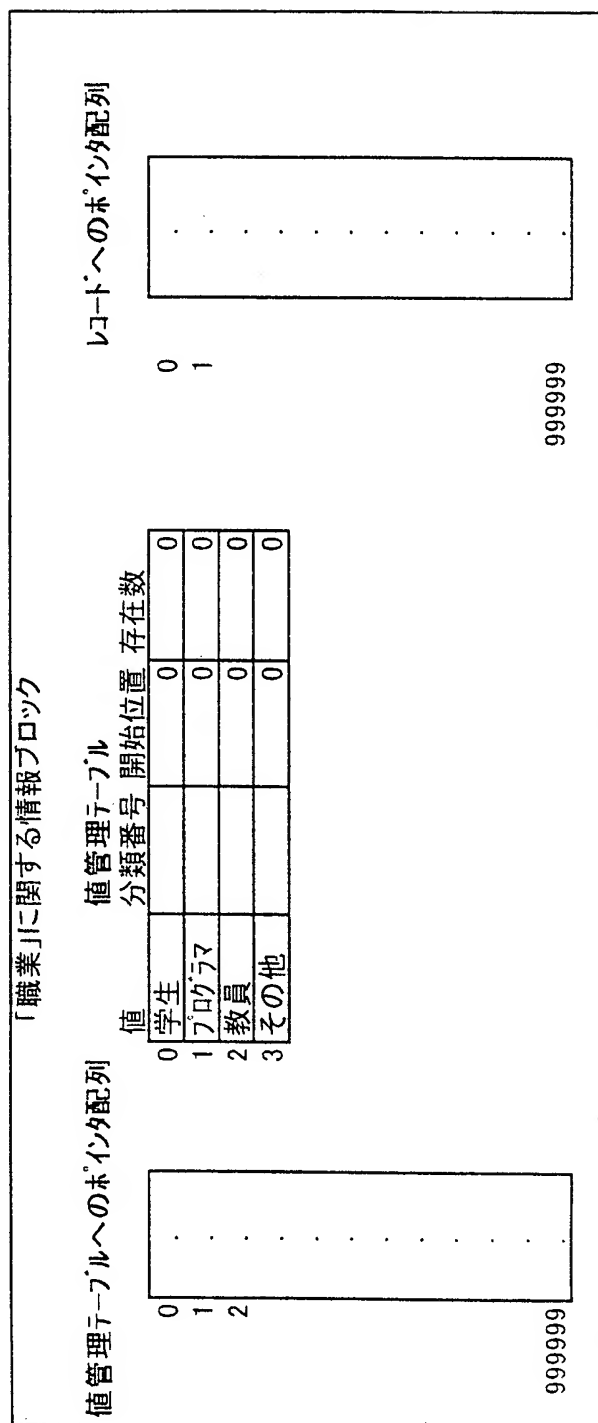 「職業」に関する情報ブロック
値管理テーブルへのポインタ配列
0
1
2
999999
値管理テーブル
値 分類番号 開始位置 存在数
0 学生 0 0
1 プログラマ 0 0
2 教員 0 0
3 その他 0 0
レコードへのポインタ配列
0
1
999999